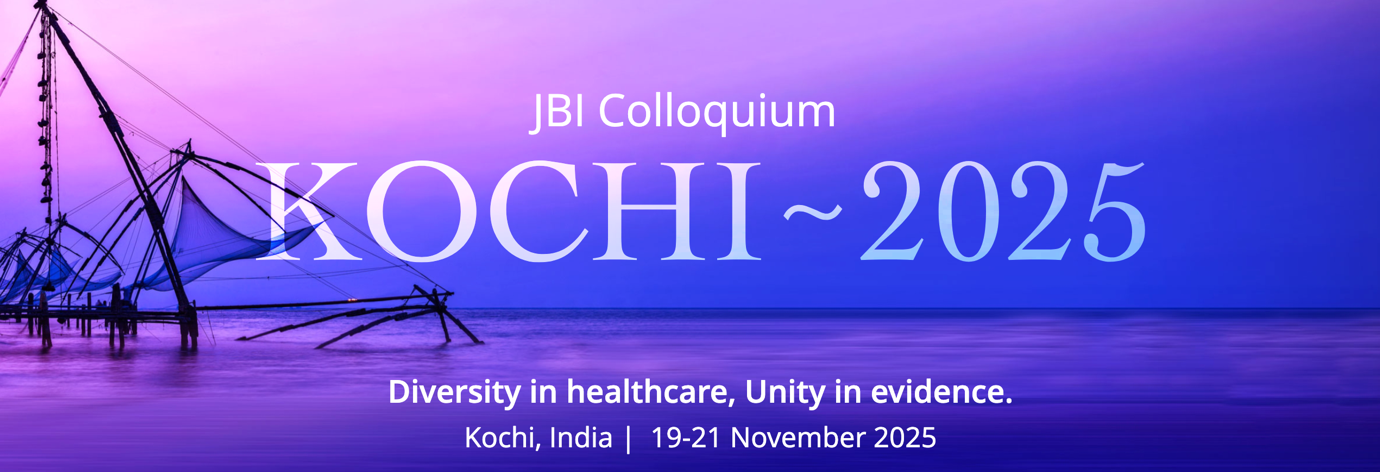 JBI Colloquium
KOCHI ~ 2025
Diversity in healthcare, Unity in evidence.
Kochi, India | 19-21 November 2025